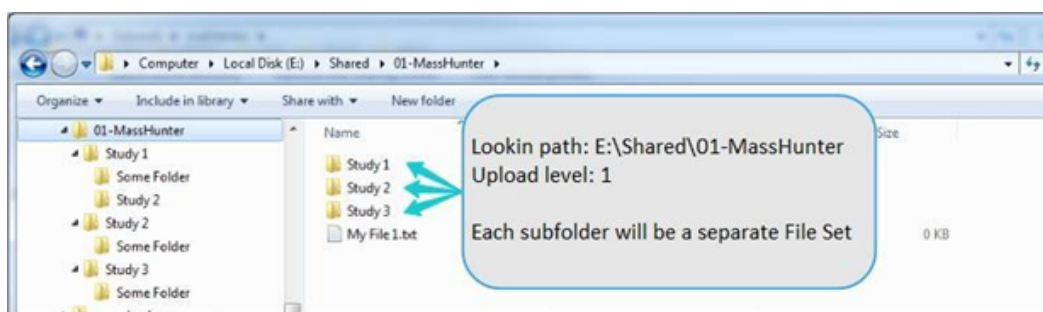 Computer ▸ Local Disk (E:) ▸ Shared ▸ 01-MassHunter ▸
Organize ▾ Include in library ▾ Share with ▾ New folder
01-MassHunter
Study 1
Some Folder
Study 2
Study 2
Some Folder
Study 3
Some Folder
Name Size
Study 1
Study 2
Study 3
My File1.txt 0 KB
Lookin path: E:\Shared\01-MassHunter
Upload level: 1
Each subfolder will be a separate File Set